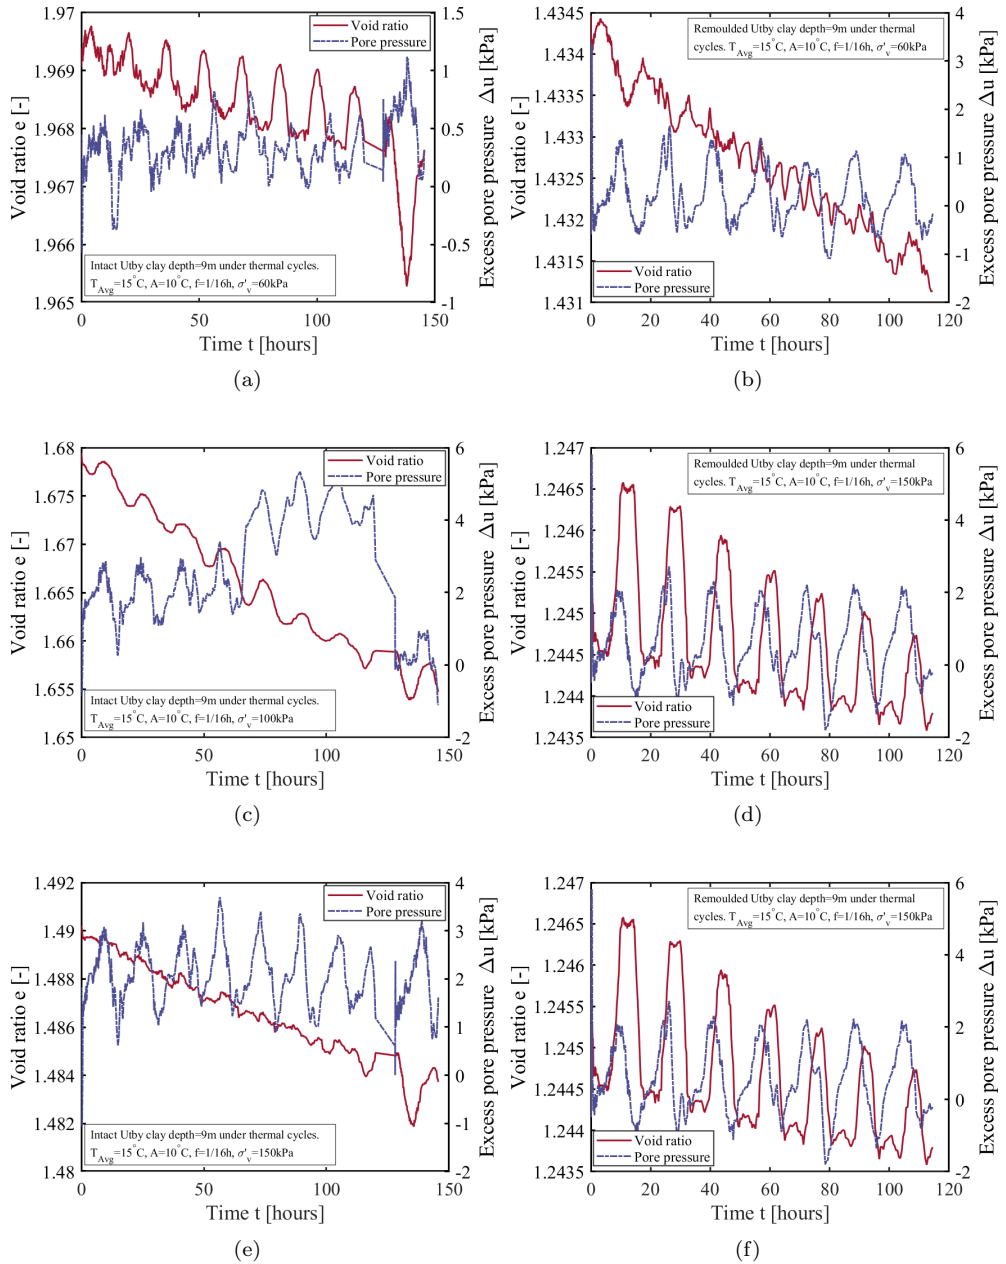 1.97
1.969
1.968
1.967
1.966
1.965
1.5
1
0.5
0
-0.5
-1
0
50
100
150
Void ratio e [-]
Excess pore pressure Δu [kPa]
Time t [hours]
Void ratio
Pore pressure
Intact Utby clay depth=9m under thermal cycles.
T_Avg=15°C, A=10°C, f=1/16h, σ'_v=60kPa
(a)
1.4345
1.434
1.4335
1.433
1.4325
1.432
1.4315
1.431
4
3
2
1
0
-1
-2
0
20
40
60
80
100
120
Void ratio e [-]
Excess pore pressure Δu [kPa]
Time t [hours]
Remoulded Utby clay depth=9m under thermal
cycles. T_Avg=15°C, A=10°C, f=1/16h, σ'_v=60kPa
Void ratio
Pore pressure
(b)
1.68
1.675
1.67
1.665
1.66
1.655
1.65
6
4
2
0
-2
0
50
100
150
Void ratio e [-]
Excess pore pressure Δu [kPa]
Time t [hours]
Void ratio
Pore pressure
Intact Utby clay depth=9m under thermal cycles.
T_Avg=15°C, A=10°C, f=1/16h, σ'_v=100kPa
(c)
1.247
1.2465
1.246
1.2455
1.245
1.2445
1.244
1.2435
6
4
2
0
-2
0
20
40
60
80
100
120
Void ratio e [-]
Excess pore pressure Δu [kPa]
Time t [hours]
Remoulded Utby clay depth=9m under thermal
cycles. T_Avg=15°C, A=10°C, f=1/16h, σ'_v=150kPa
Void ratio
Pore pressure
(d)
1.492
1.49
1.488
1.486
1.484
1.482
1.48
4
3
2
1
0
-1
-2
0
50
100
150
Void ratio e [-]
Excess pore pressure Δu [kPa]
Time t [hours]
Void ratio
Pore pressure
Intact Utby clay depth=9m under thermal cycles.
T_Avg=15°C, A=10°C, f=1/16h, σ'_v=150kPa
(e)
1.247
1.2465
1.246
1.2455
1.245
1.2445
1.244
1.2435
6
4
2
0
-2
0
20
40
60
80
100
120
Void ratio e [-]
Excess pore pressure Δu [kPa]
Time t [hours]
Remoulded Utby clay depth=9m under thermal
cycles. T_Avg=15°C, A=10°C, f=1/16h, σ'_v=150kPa
Void ratio
Pore pressure
(f)